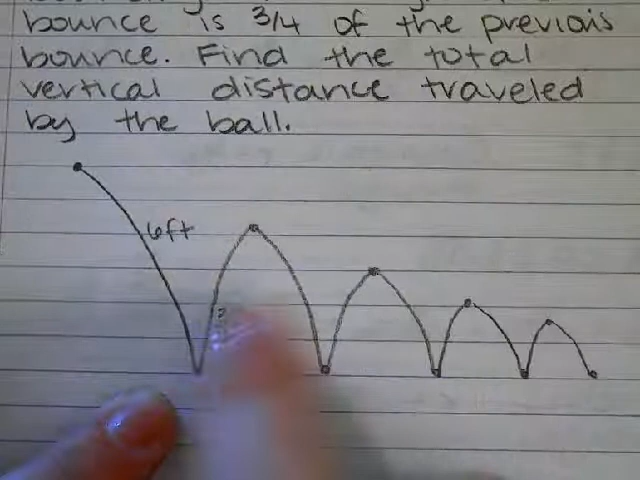 bounce is 3/4 of the previous
bounce. Find the total
vertical distance traveled
by the ball.
6ft